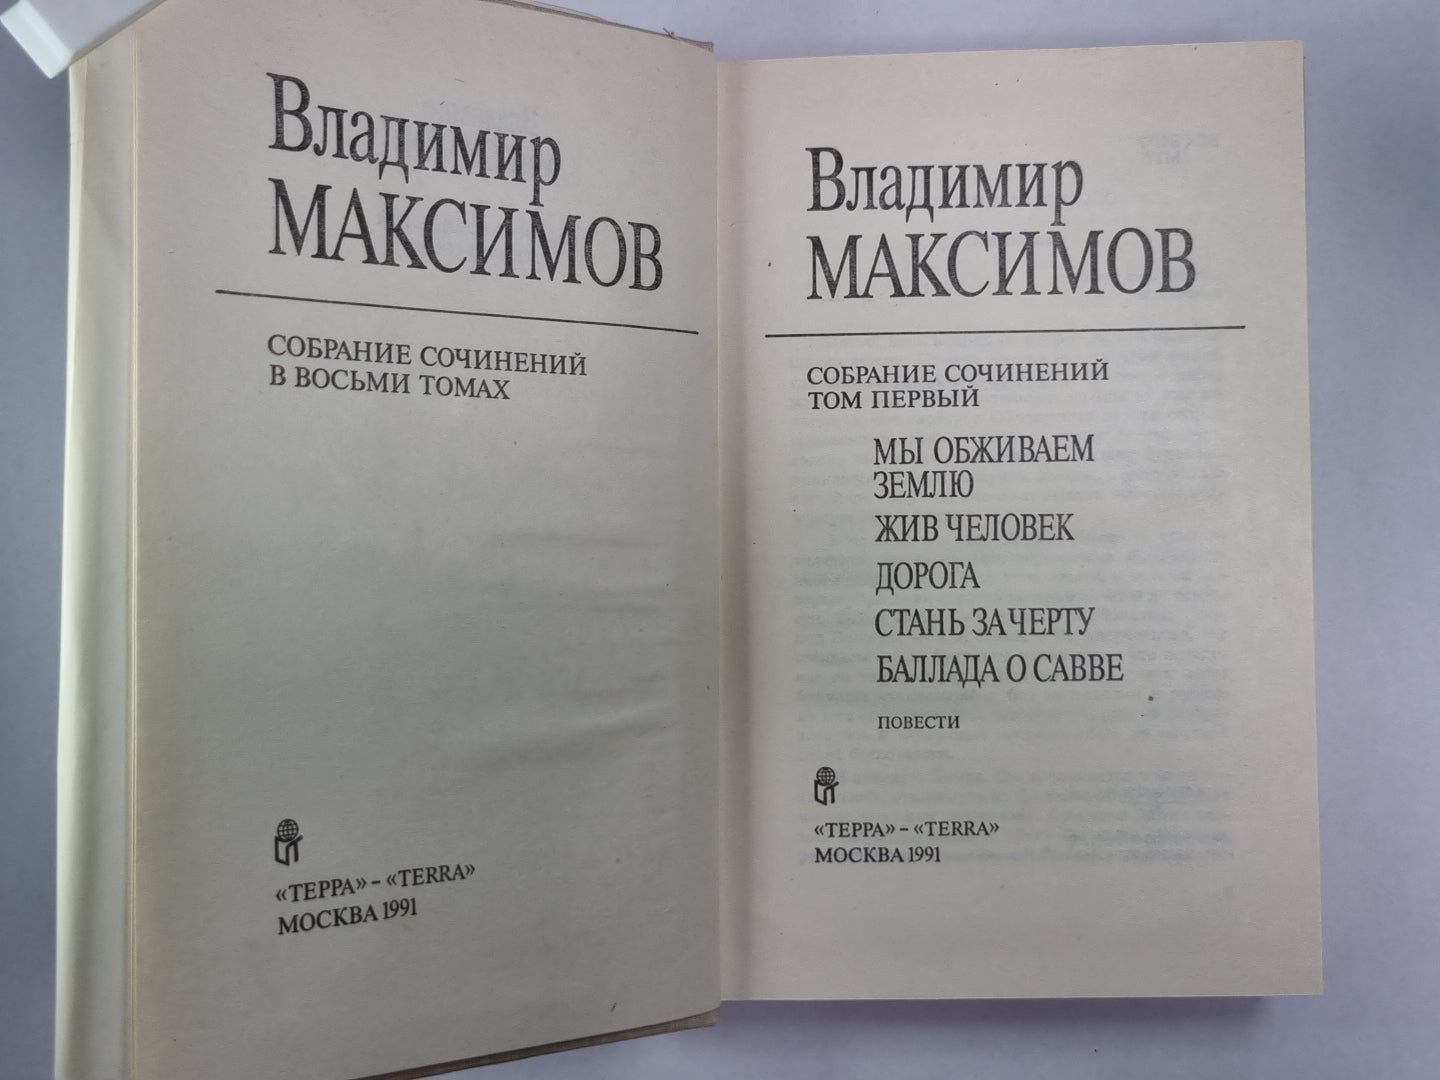 Владимир
МАКСИМОВ
СОБРАНИЕ СОЧИНЕНИЙ
В ВОСЬМИ ТОМАХ
«ТЕРРА» – «TERRA»
МОСКВА 1991
Владимир
МАКСИМОВ
СОБРАНИЕ СОЧИНЕНИЙ
ТОМ ПЕРВЫЙ
МЫ ОБЖИВАЕМ
ЗЕМЛЮ
ЖИВ ЧЕЛОВЕК
ДОРОГА
СТАНЬ ЗА ЧЕРТУ
БАЛЛАДА О САВВЕ
ПОВЕСТИ
«ТЕРРА» – «TERRA»
МОСКВА 1991